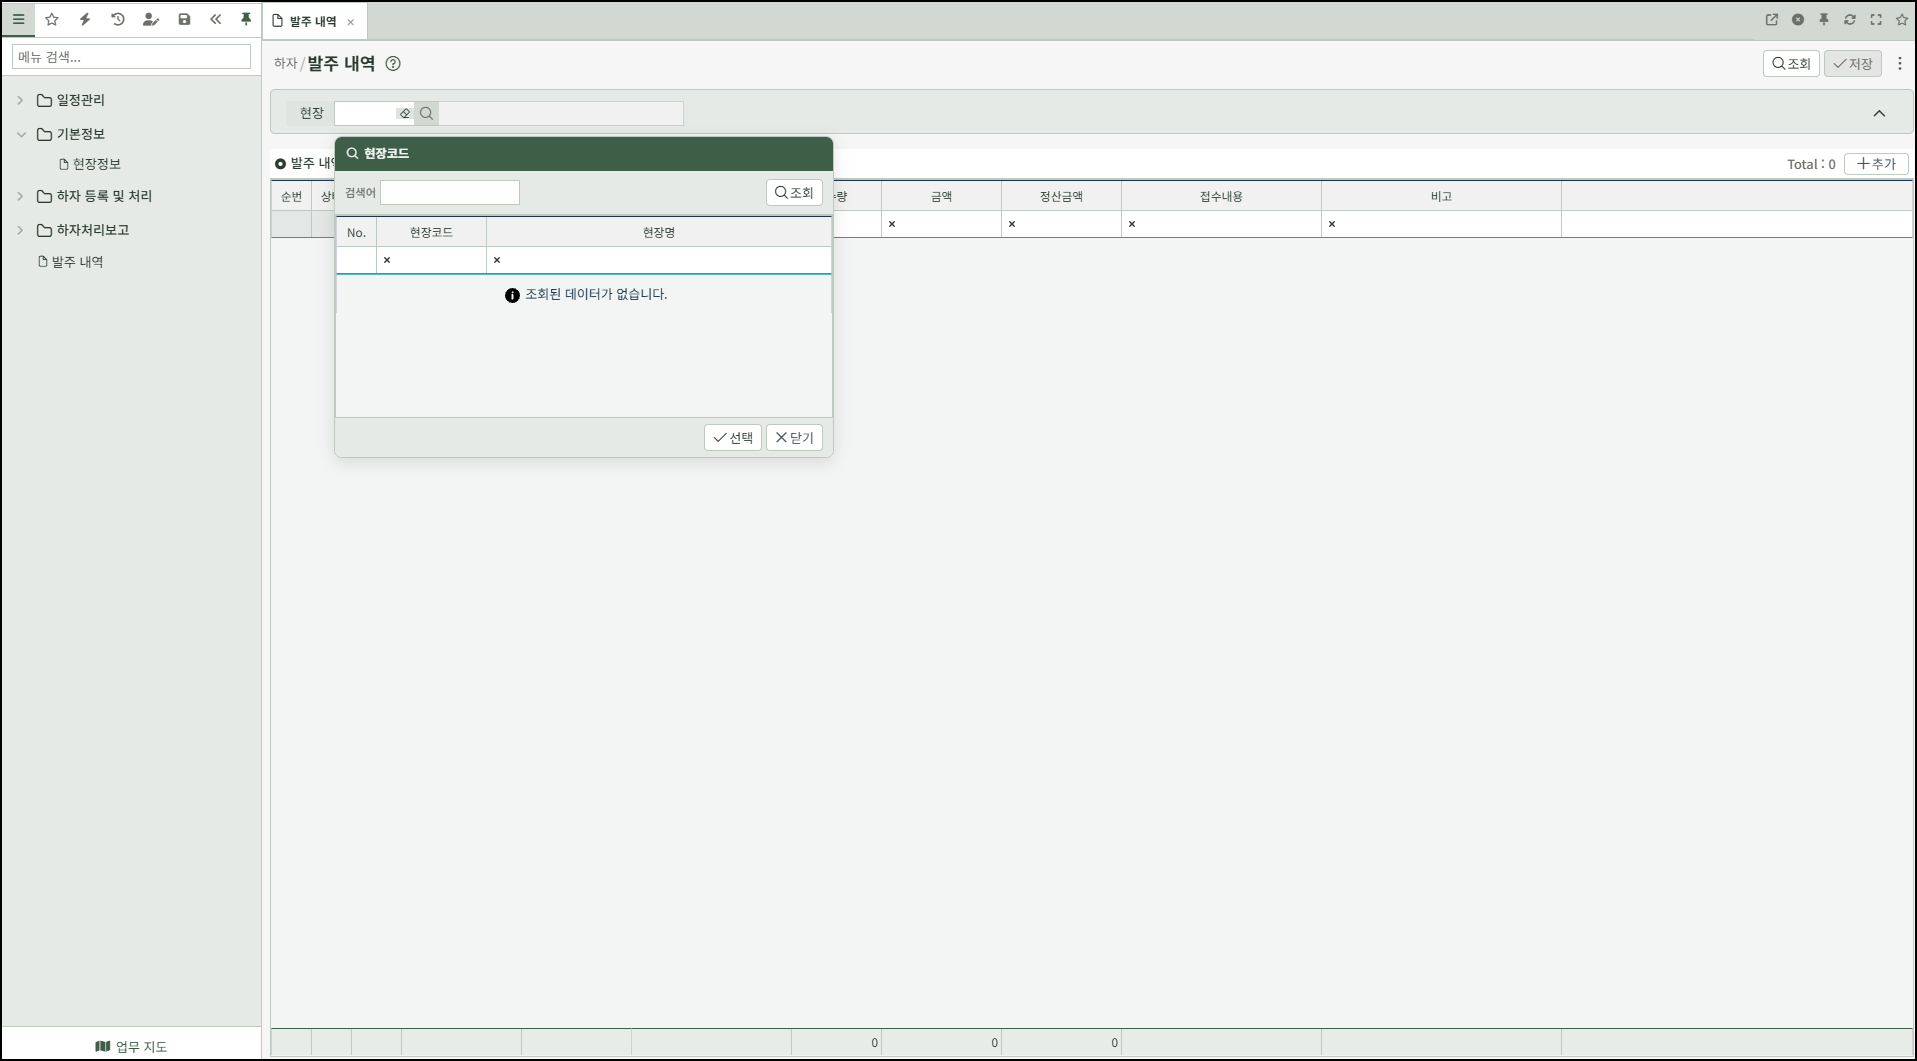 발주 내역 ×
메뉴 검색...
일정관리
기본정보
현장정보
하자 등록 및 처리
하자처리보고
발주 내역
업무 지도
하자 / 발주 내역
조회
저장
현장
발주 내
Total : 0
추가
순번
금액
정산금액
접수내용
비고
× × × ×
현장코드
검색어
조회
No. 현장코드 현장명
× ×
조회된 데이터가 없습니다.
선택
닫기
0 0 0